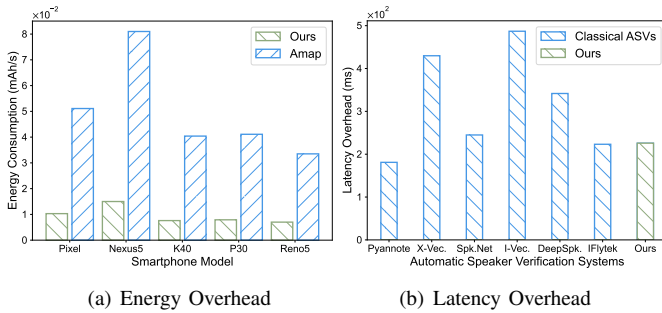 ×10⁻²
Energy Consumption (mAh/s)
8
7
6
5
4
3
2
1
0
Ours
Amap
Pixel Nexus5 K40 P30 Reno5
Smartphone Model
(a) Energy Overhead
×10²
Latency Overhead (ms)
5
4
3
2
1
0
Classical ASVs
Ours
Pyannote X-Vec. Spk.Net I-Vec. DeepSpk. IFlytek Ours
Automatic Speaker Verification Systems
(b) Latency Overhead